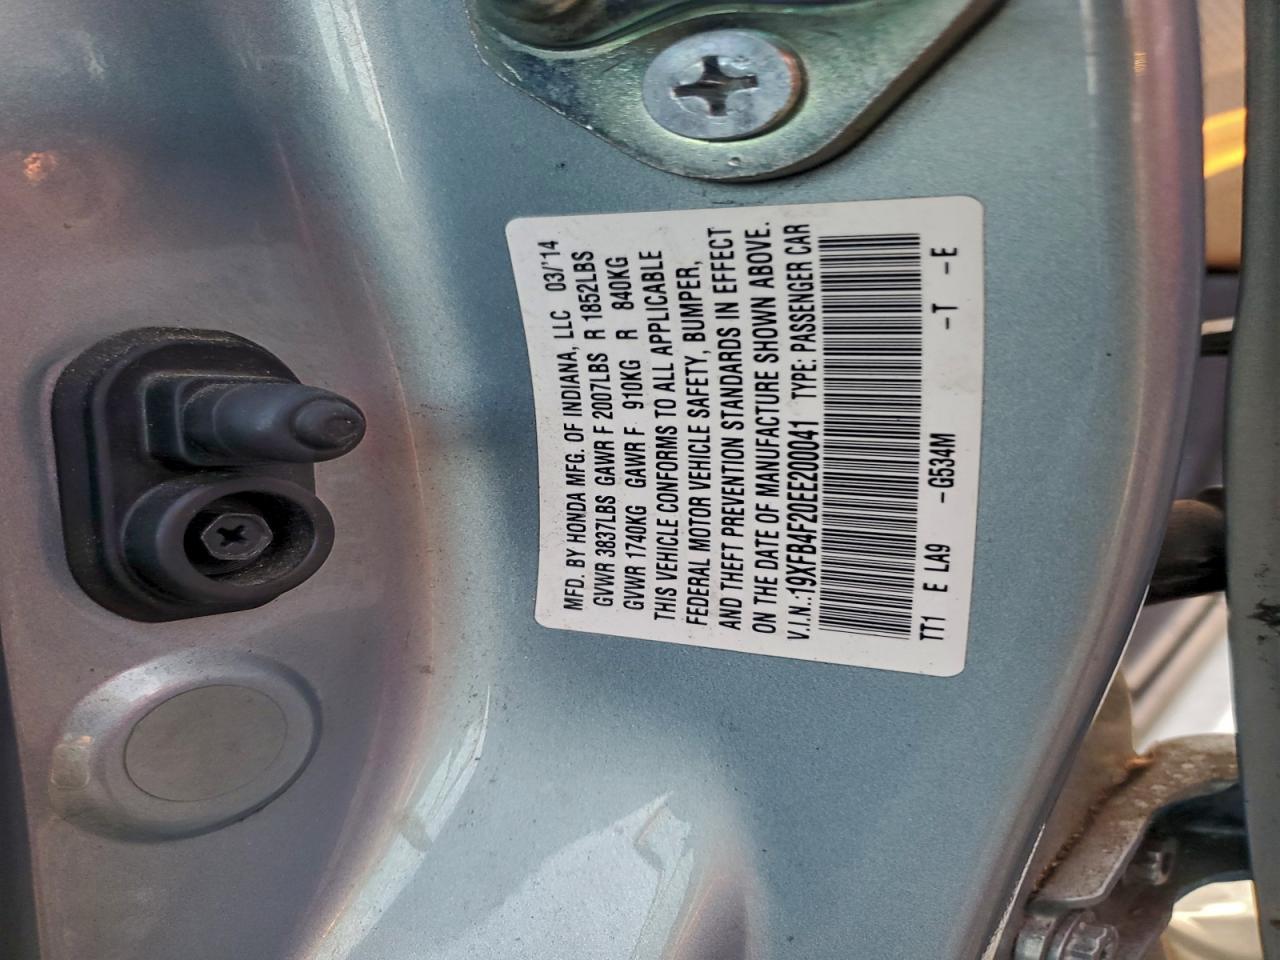 MFD. BY HONDA MFG. OF INDIANA, LLC 03/'14
GVWR 3837LBS GAWR F 2007LBS R 1852LBS
GVWR 1740KG GAWR F 910KG R 840KG
THIS VEHICLE CONFORMS TO ALL APPLICABLE
FEDERAL MOTOR VEHICLE SAFETY, BUMPER,
AND THEFT PREVENTION STANDARDS IN EFFECT
ON THE DATE OF MANUFACTURE SHOWN ABOVE.
V.I.N.:19XFB4F20EE200041 TYPE: PASSENGER CAR
TT1 E LA9 -G534M -T -E